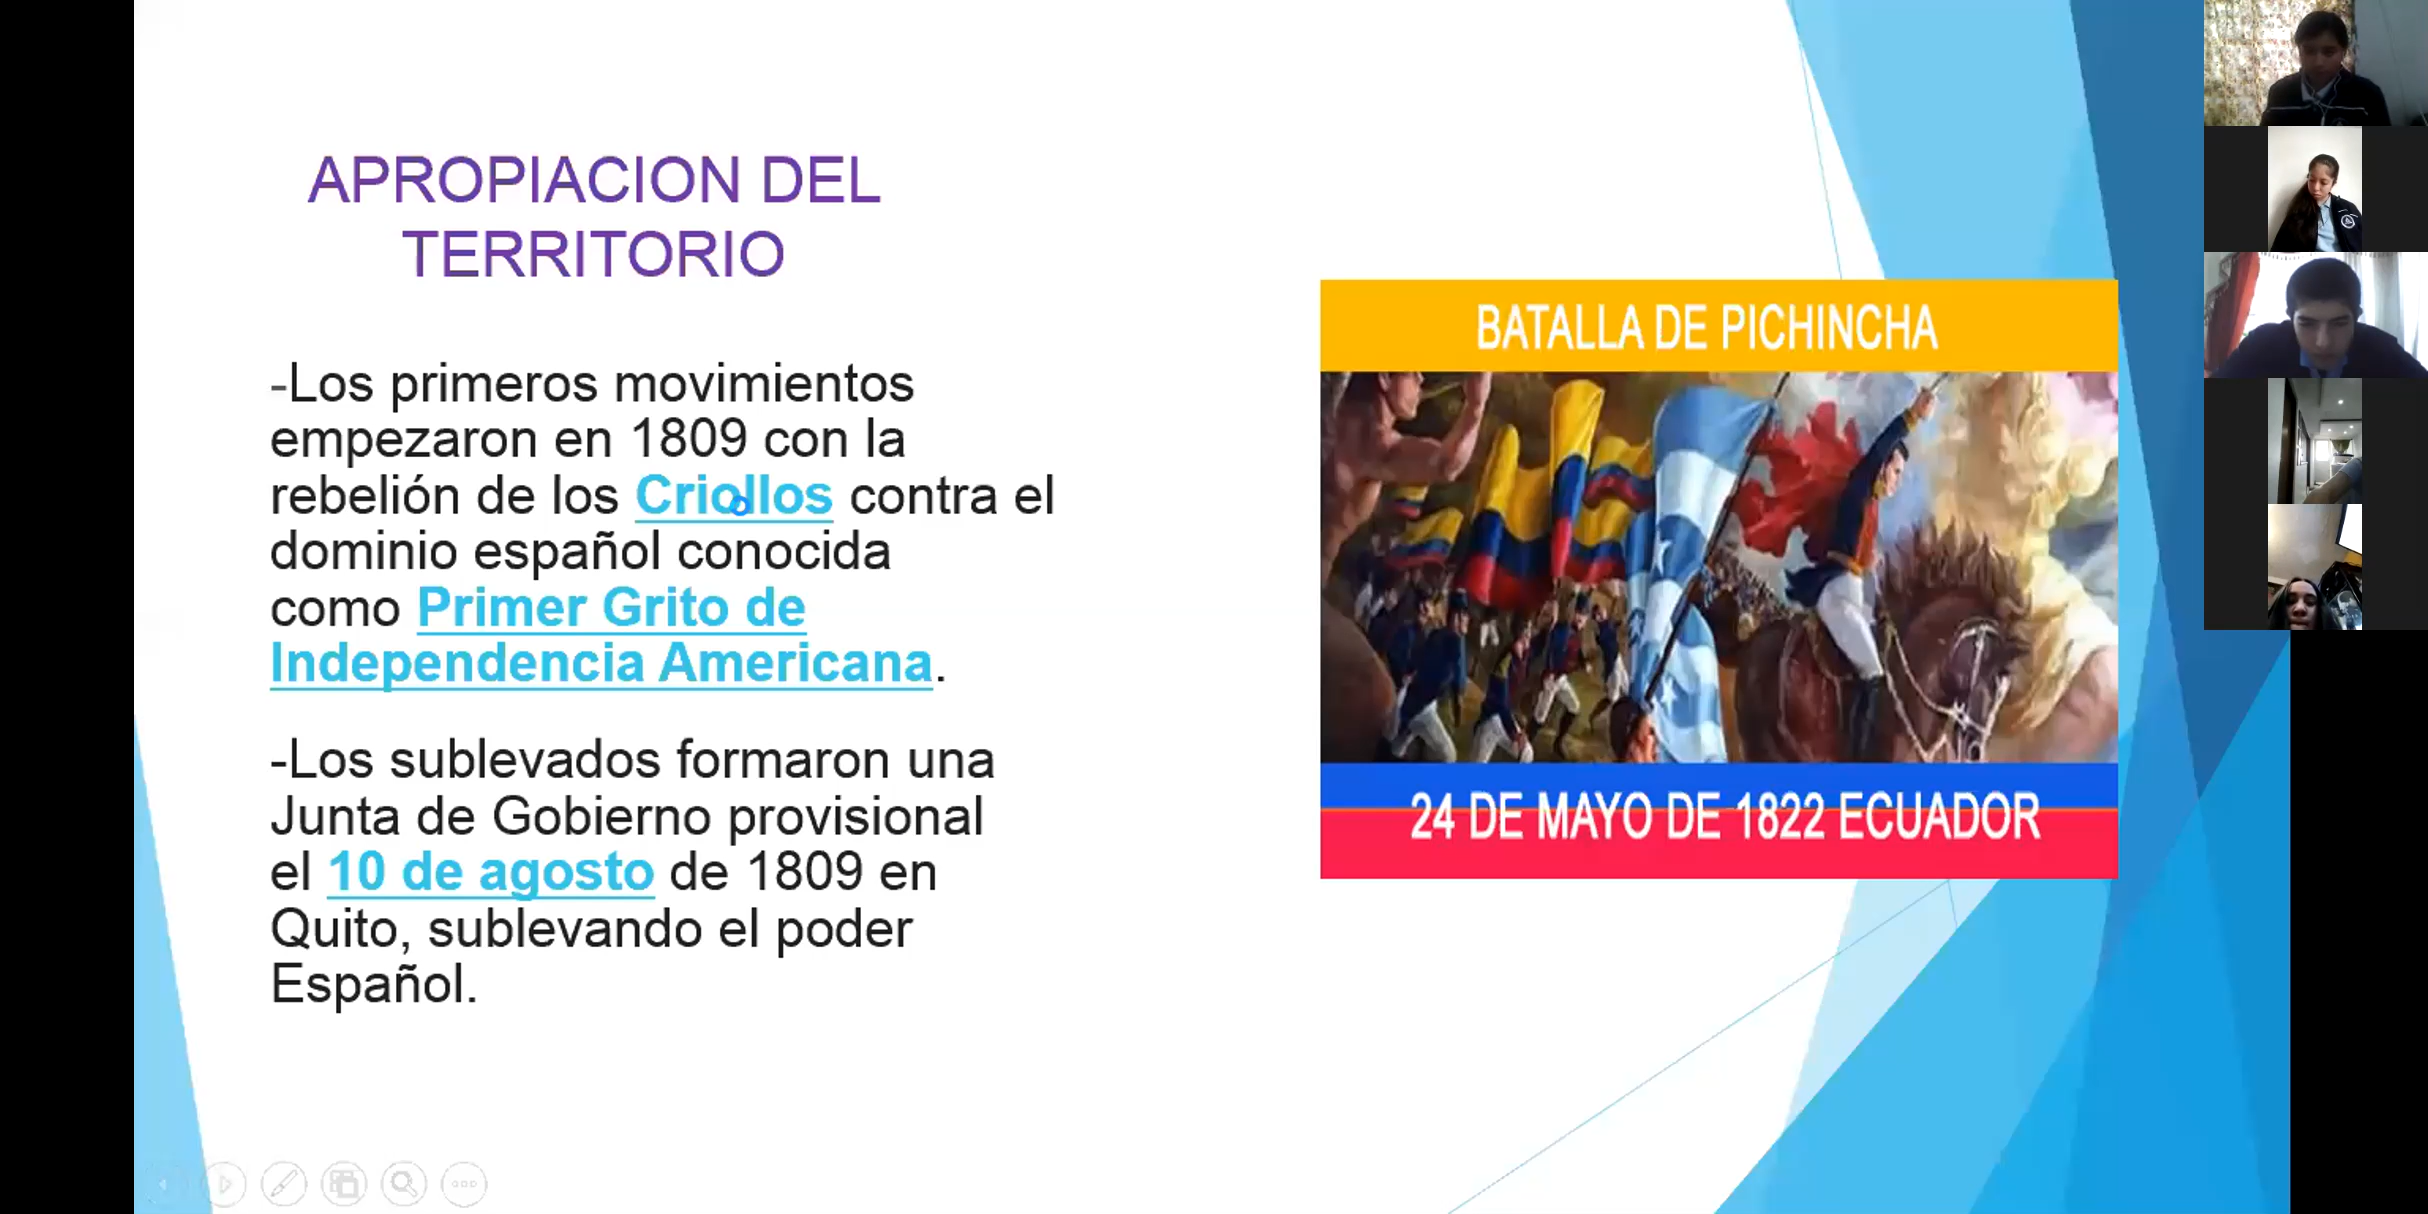 APROPIACION DEL
TERRITORIO
-Los primeros movimientos
empezaron en 1809 con la
rebelión de los Criollos contra el
dominio español conocida
como Primer Grito de
Independencia Americana.
-Los sublevados formaron una
Junta de Gobierno provisional
el 10 de agosto de 1809 en
Quito, sublevando el poder
Español.
BATALLA DE PICHINCHA
24 DE MAYO DE 1822 ECUADOR